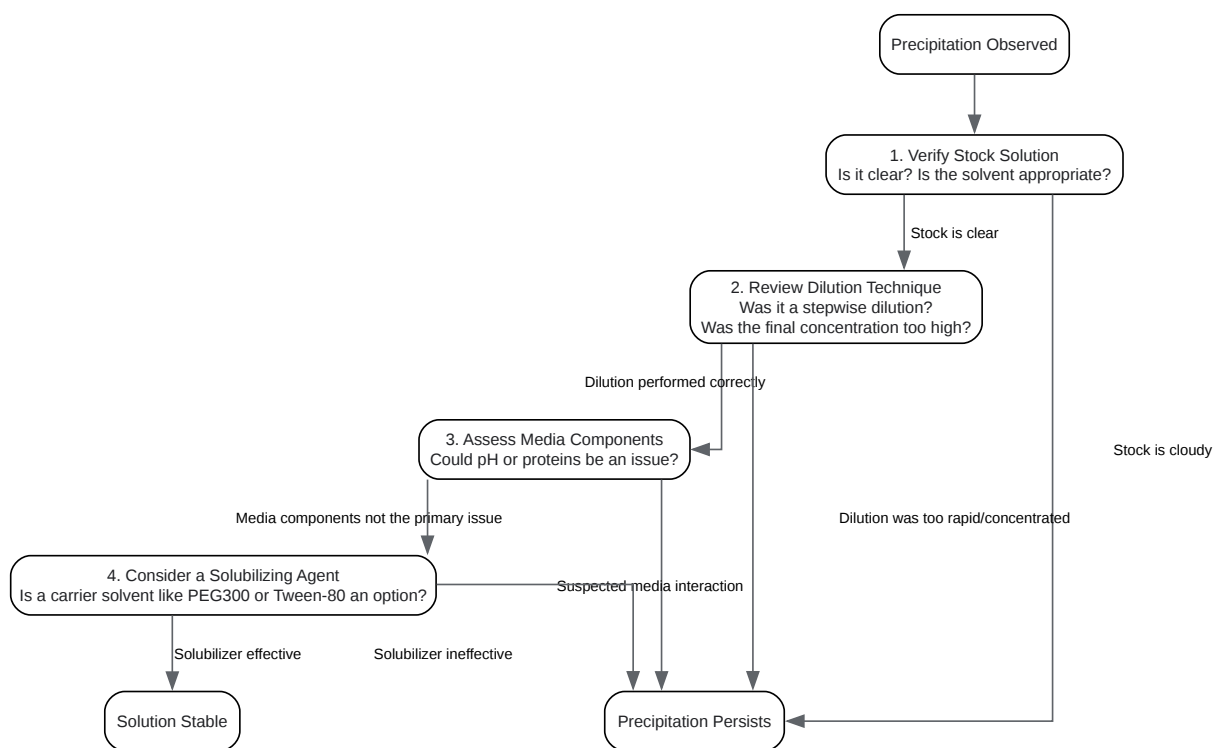 Precipitation Observed
1. Verify Stock Solution
Is it clear? Is the solvent appropriate?
Stock is clear
2. Review Dilution Technique
Was it a stepwise dilution?
Was the final concentration too high?
Dilution performed correctly
3. Assess Media Components
Could pH or proteins be an issue?
Stock is cloudy
Media components not the primary issue
Dilution was too rapid/concentrated
4. Consider a Solubilizing Agent
Is a carrier solvent like PEG300 or Tween-80 an option?
Suspected media interaction
Solubilizer effective
Solubilizer ineffective
Solution Stable
Precipitation Persists